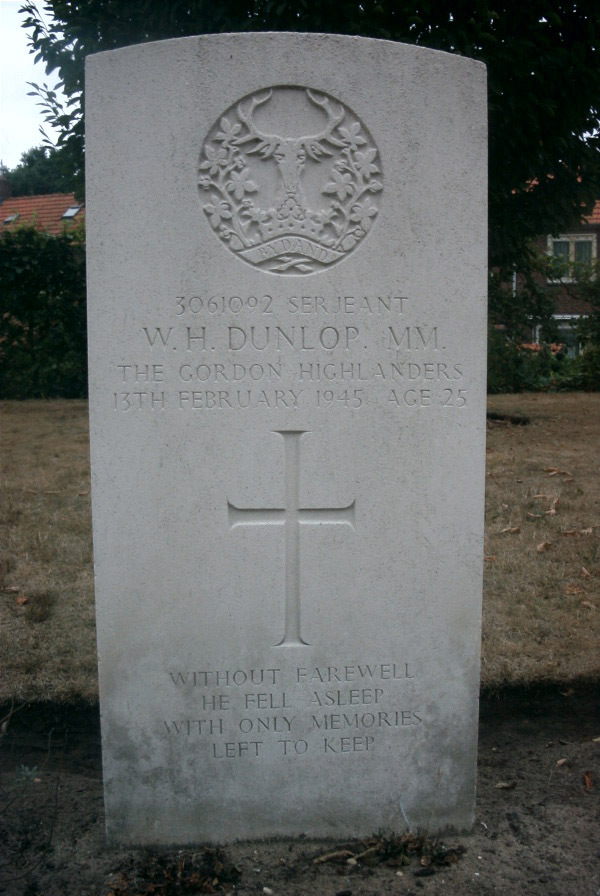 BYDAND
3061092 SERJEANT
W. H. DUNLOP. MM.
THE GORDON HIGHLANDERS
13TH FEBRUARY 1945 AGE 25
WITHOUT FAREWELL
HE FELL ASLEEP
WITH ONLY MEMORIES
LEFT TO KEEP